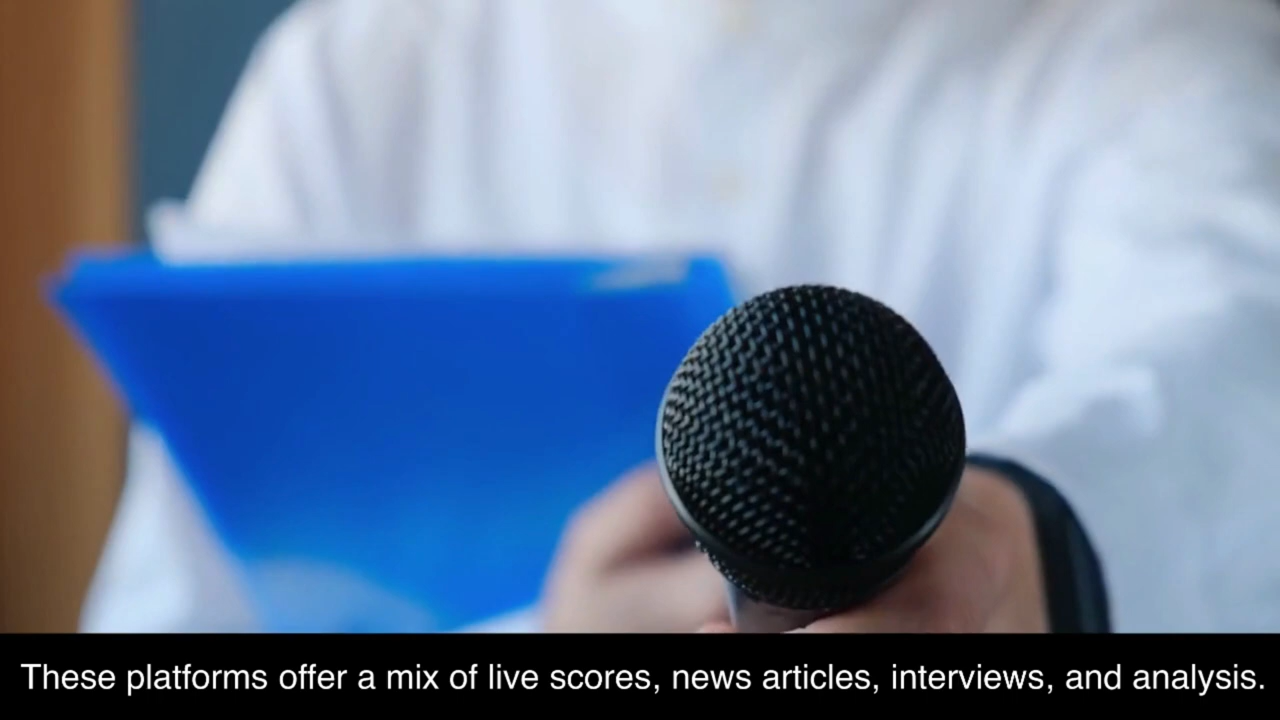 These platforms offer a mix of live scores, news articles, interviews, and analysis.